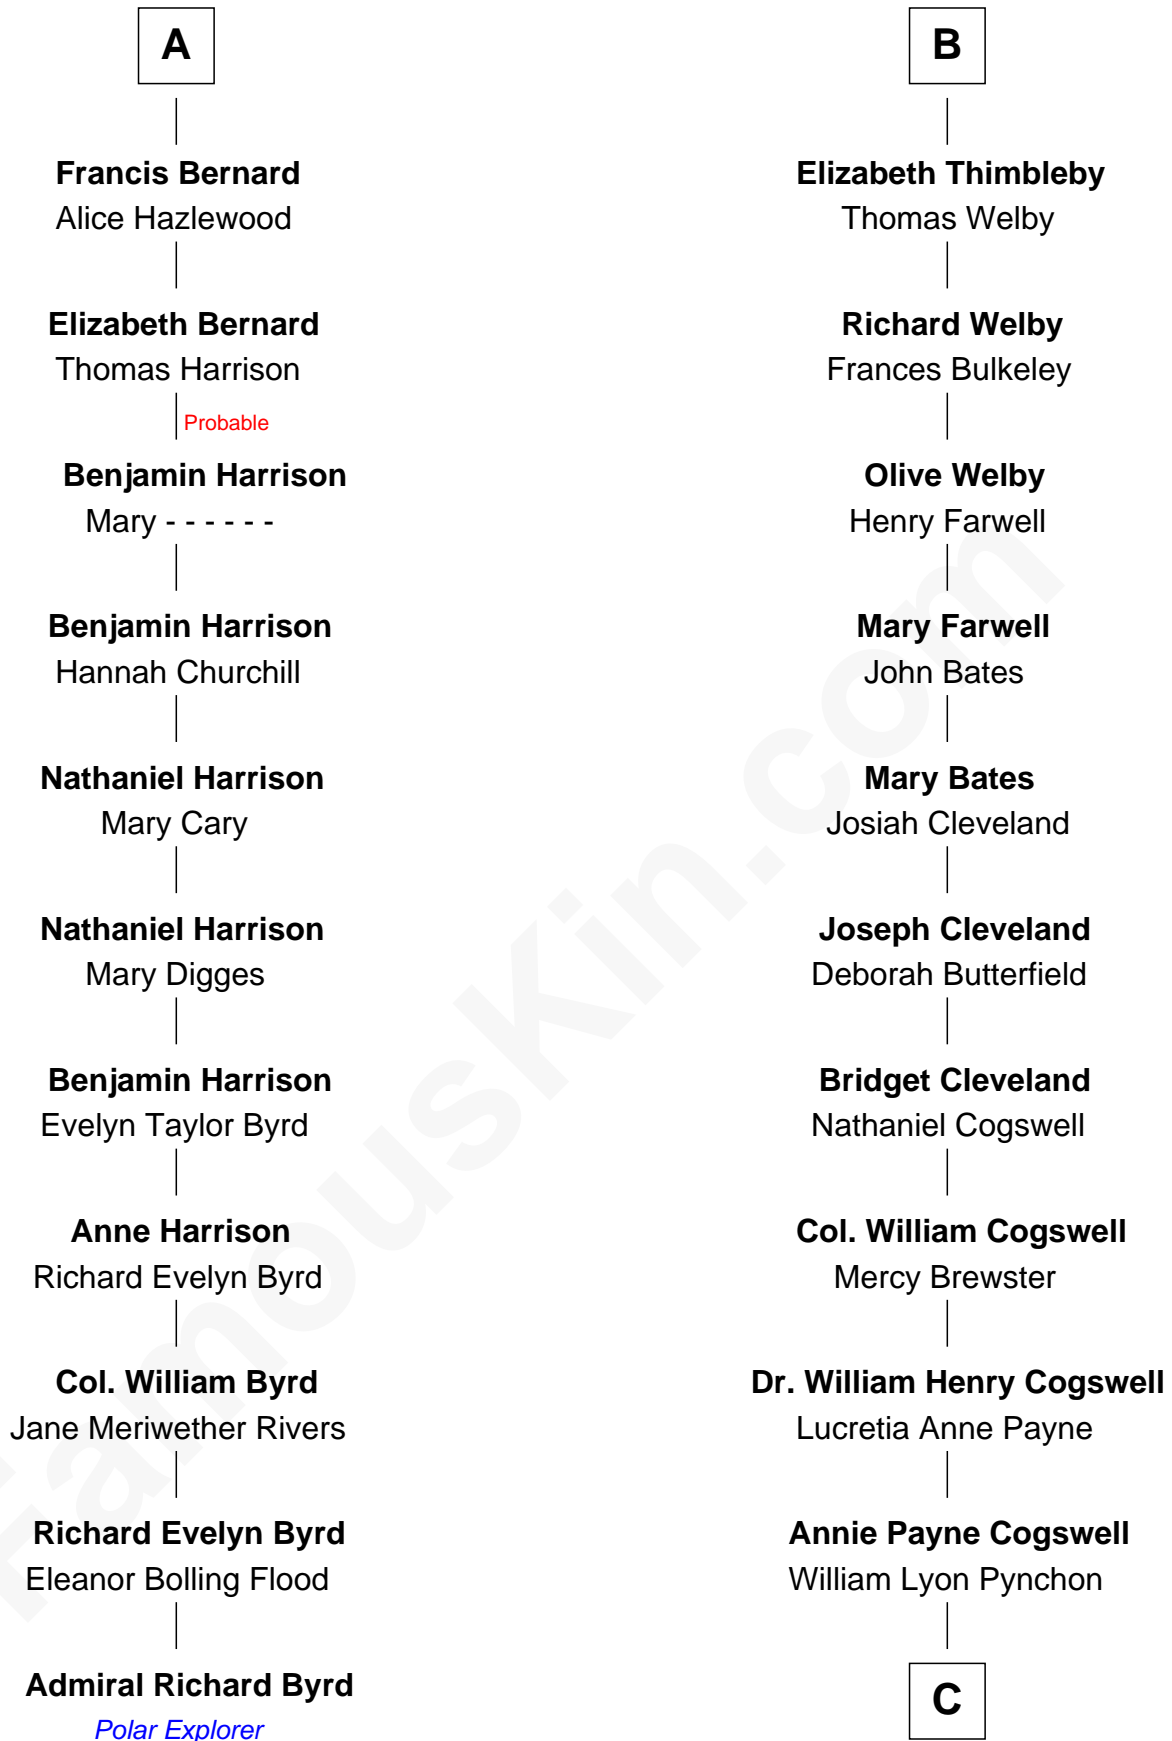 A
Francis Bernard
Alice Hazlewood
Elizabeth Bernard
Thomas Harrison
Probable
Benjamin Harrison
Mary - - - - - -
Benjamin Harrison
Hannah Churchill
Nathaniel Harrison
Mary Cary
Nathaniel Harrison
Mary Digges
Benjamin Harrison
Evelyn Taylor Byrd
Anne Harrison
Richard Evelyn Byrd
Col. William Byrd
Jane Meriwether Rivers
Richard Evelyn Byrd
Eleanor Bolling Flood
Admiral Richard Byrd
Polar Explorer
B
Elizabeth Thimbleby
Thomas Welby
Richard Welby
Frances Bulkeley
Olive Welby
Henry Farwell
Mary Farwell
John Bates
Mary Bates
Josiah Cleveland
Joseph Cleveland
Deborah Butterfield
Bridget Cleveland
Nathaniel Cogswell
Col. William Cogswell
Mercy Brewster
Dr. William Henry Cogswell
Lucretia Anne Payne
Annie Payne Cogswell
William Lyon Pynchon
C
FamousKin.com